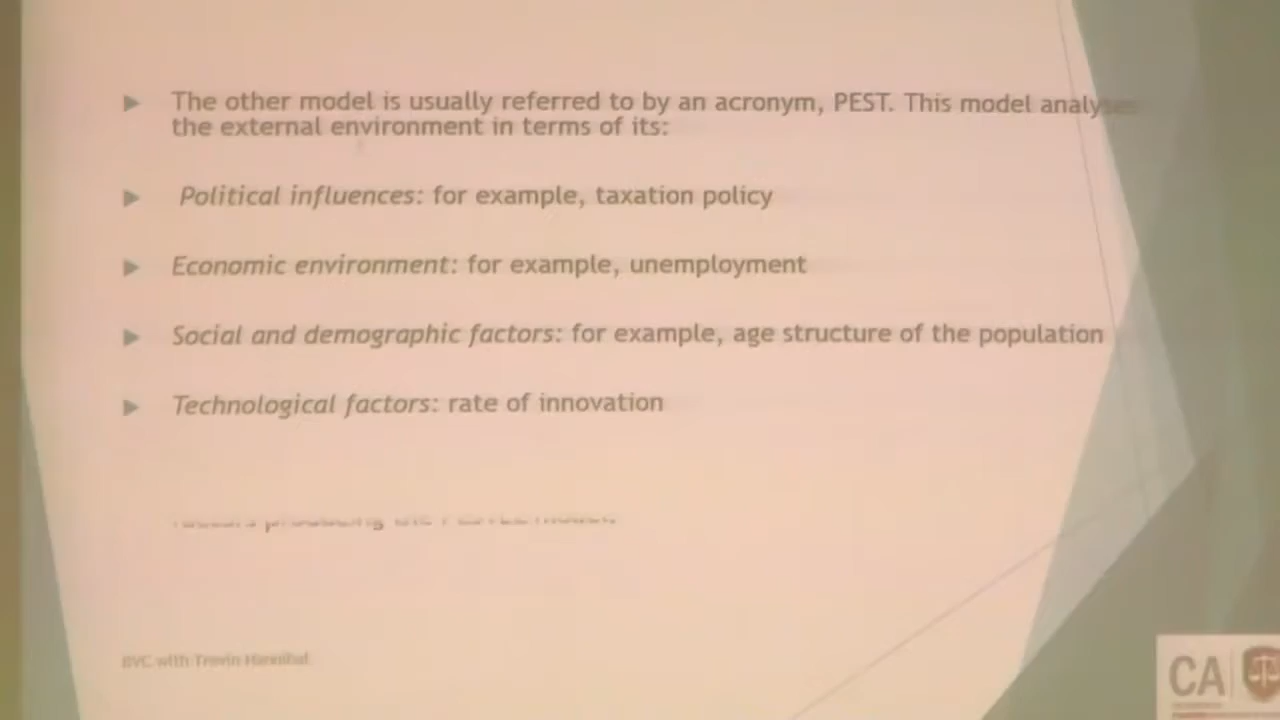 The other model is usually referred to by an acronym, PEST. This model analyses
the external environment in terms of its:
Political influences: for example, taxation policy
Economic environment: for example, unemployment
Social and demographic factors: for example, age structure of the population
Technological factors: rate of innovation
BVC with Trevin Hannibal
CA